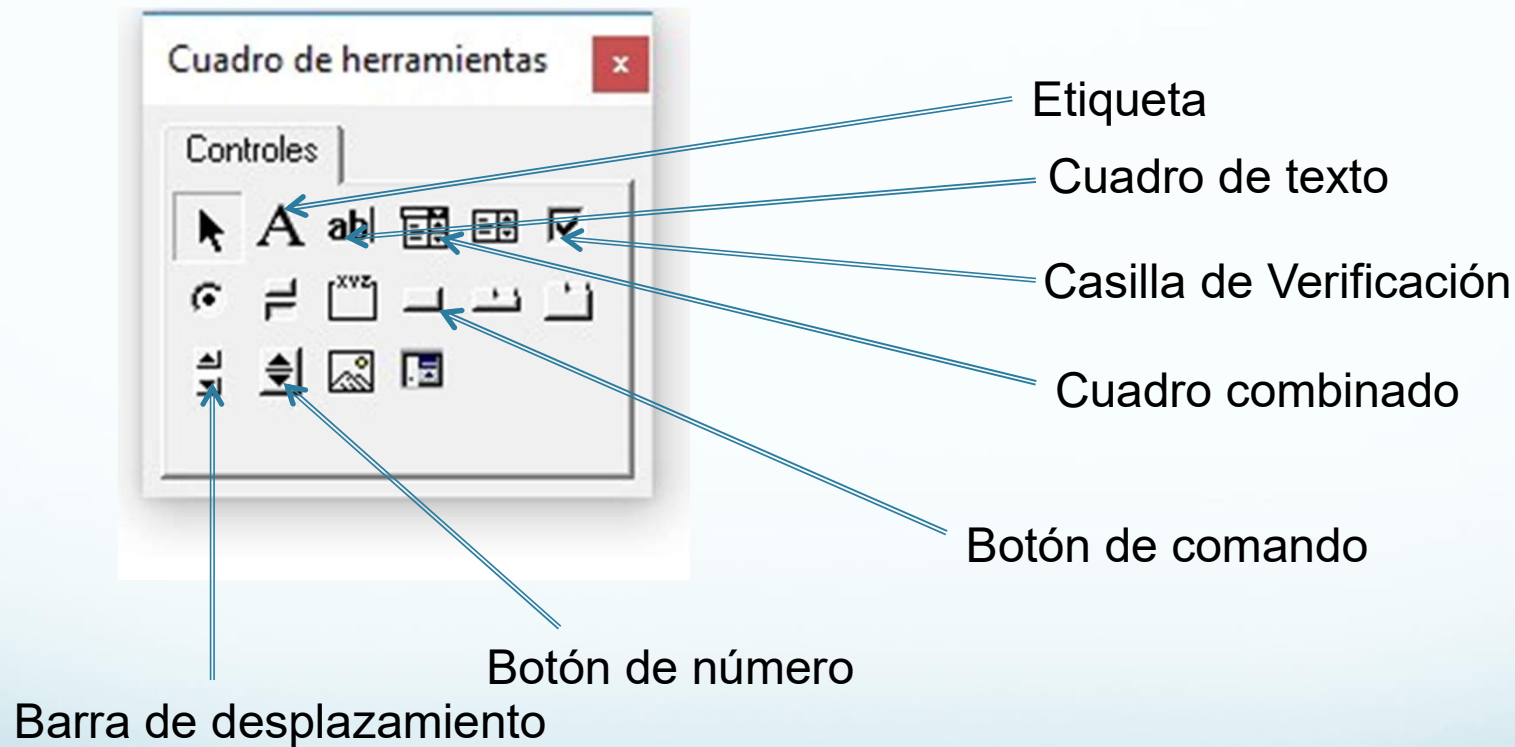 Cuadro de herramientas
x
Controles
A
ab
XYZ
Etiqueta
Cuadro de texto
Casilla de Verificación
Cuadro combinado
Botón de comando
Botón de número
Barra de desplazamiento